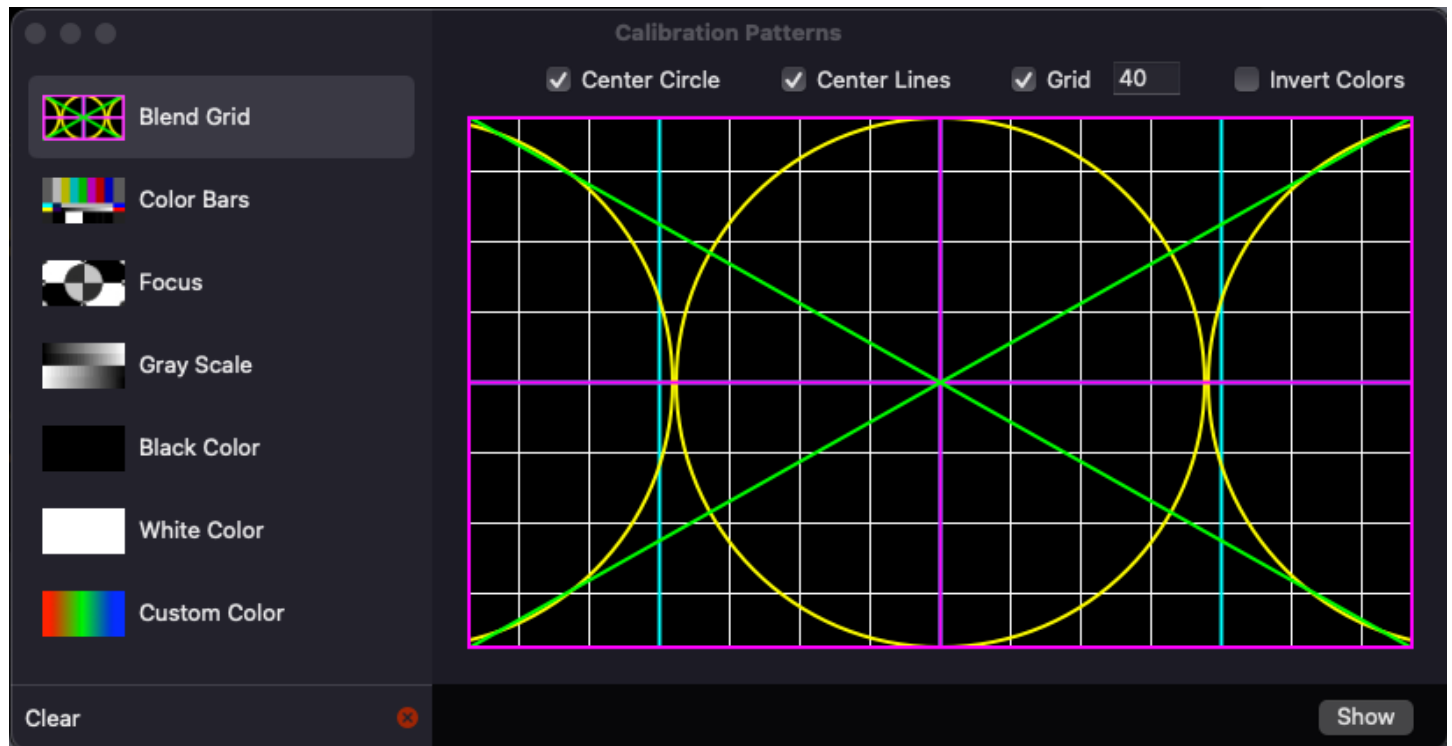 Calibration Patterns
Center Circle
Center Lines
Grid
40
Invert Colors
Blend Grid
Color Bars
Focus
Gray Scale
Black Color
White Color
Custom Color
Clear
Show